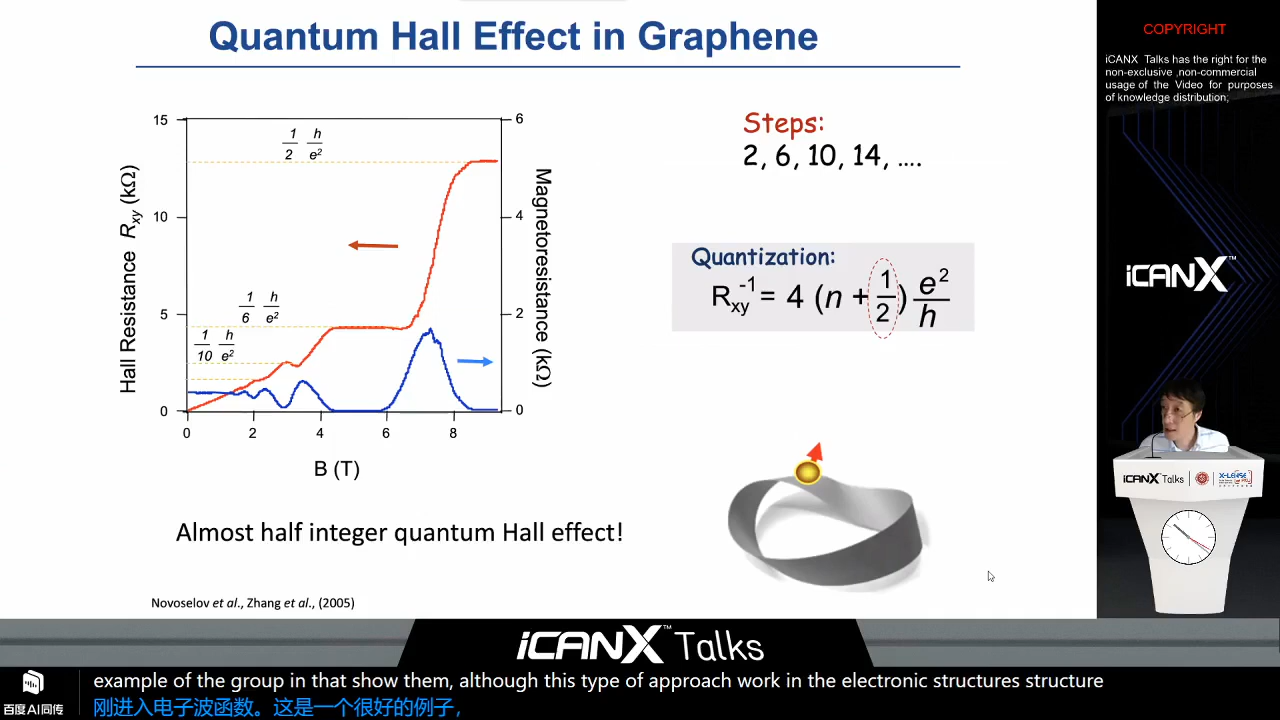 Quantum Hall Effect in Graphene
COPYRIGHT
iCANX Talks has the right for the
non-exclusive ,non-commercial
usage of the Video for purposes
of knowledge distribution;
15
10
5
0
6
4
2
0
0
2
4
6
8
Hall Resistance Rxy (kΩ)
Magnetoresistance (kΩ)
B (T)
1/2 h/e²
1/6 h/e²
1/10 h/e²
Steps:
2, 6, 10, 14, ....
Quantization:
Rxy⁻¹ = 4 (n + 1/2) e²/h
iCANX™
Almost half integer quantum Hall effect!
Novoselov et al., Zhang et al., (2005)
iCANX Talks
X-LENSE
iCANX™ Talks
example of the group in that show them, although this type of approach work in the electronic structures structure
刚进入电子波函数。这是一个很好的例子，
百度AI同传